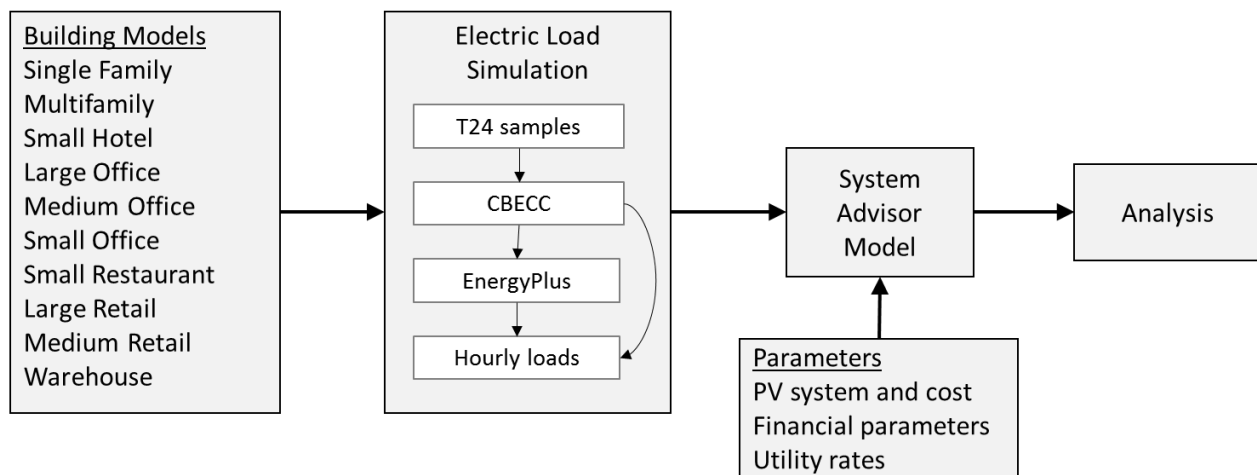 Building Models
Single Family
Multifamily
Small Hotel
Large Office
Medium Office
Small Office
Small Restaurant
Large Retail
Medium Retail
Warehouse
Electric Load
Simulation
T24 samples
CBECC
EnergyPlus
Hourly loads
System
Advisor
Model
Analysis
Parameters
PV system and cost
Financial parameters
Utility rates